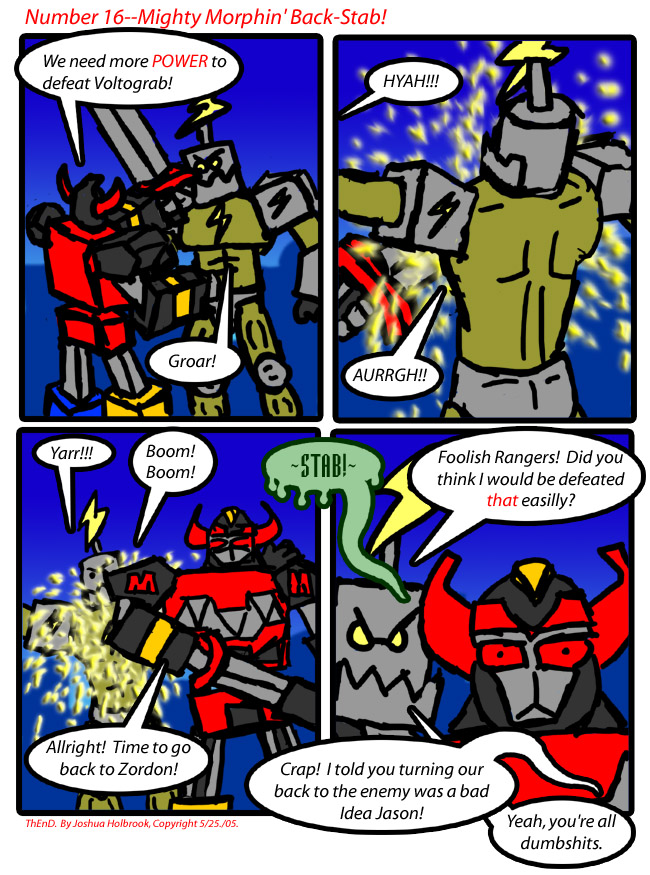 Number 16--Mighty Morphin' Back-Stab!
We need more POWER to
defeat Voltograb!
Groar!
HYAH!!!
AURRGH!!
Yarr!!!
Boom!
Boom!
M
M
Allright! Time to go
back to Zordon!
~STAB!~
Foolish Rangers! Did you
think I would be defeated
that easilly?
Crap! I told you turning our
back to the enemy was a bad
Idea Jason!
Yeah, you're all
dumbshits.
ThEnD. By Joshua Holbrook, Copyright 5/25./05.